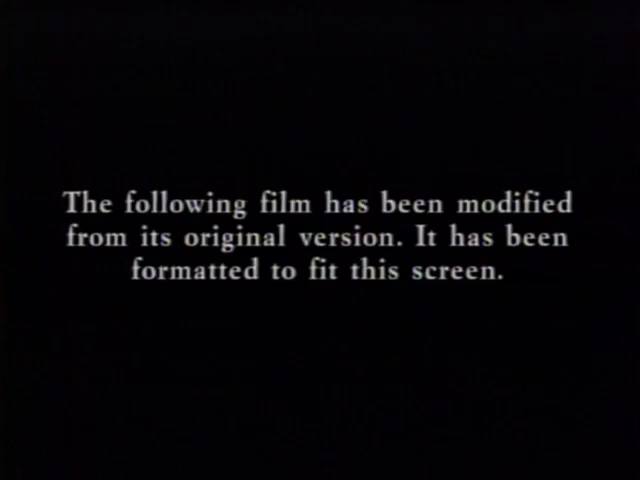 The following film has been modified
from its original version. It has been
formatted to fit this screen.